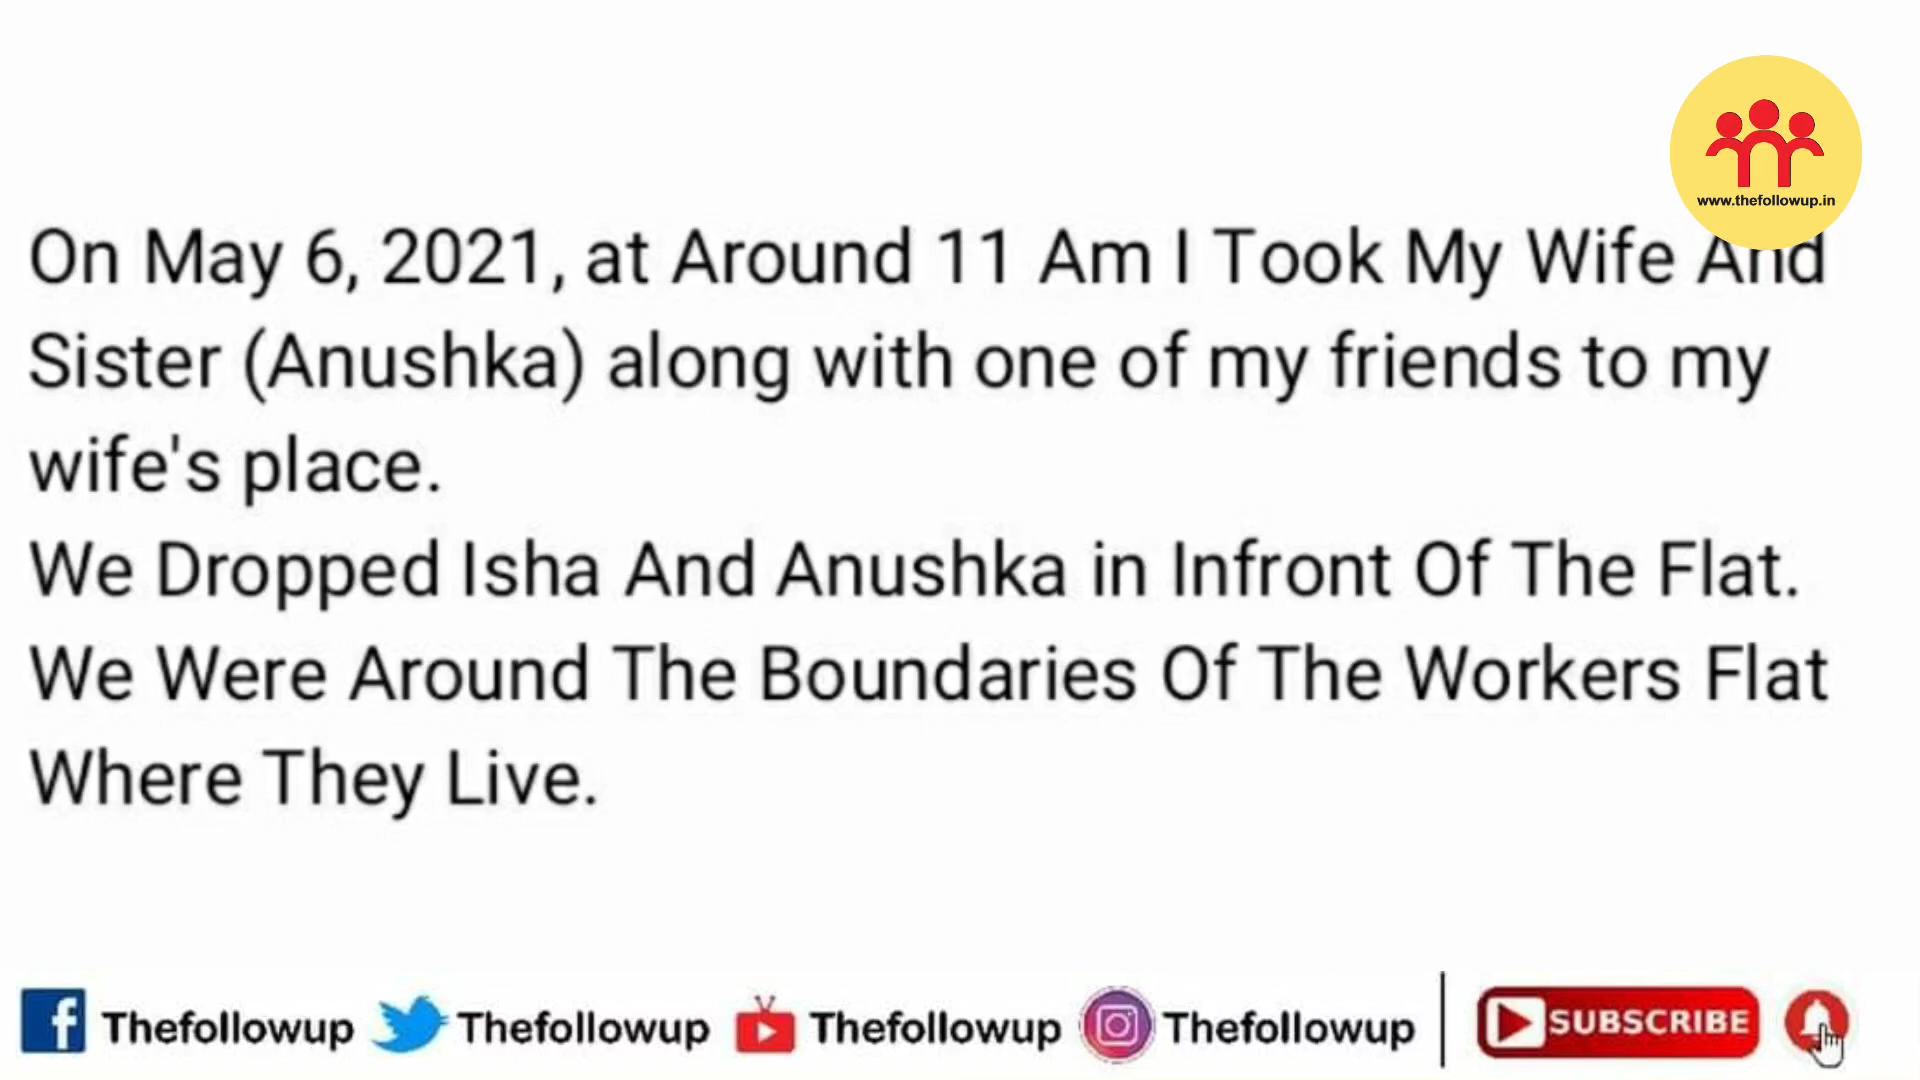 www.thefollowup.in
On May 6, 2021, at Around 11 Am I Took My Wife And
Sister (Anushka) along with one of my friends to my
wife's place.
We Dropped Isha And Anushka in Infront Of The Flat.
We Were Around The Boundaries Of The Workers Flat
Where They Live.
Thefollowup Thefollowup Thefollowup Thefollowup SUBSCRIBE